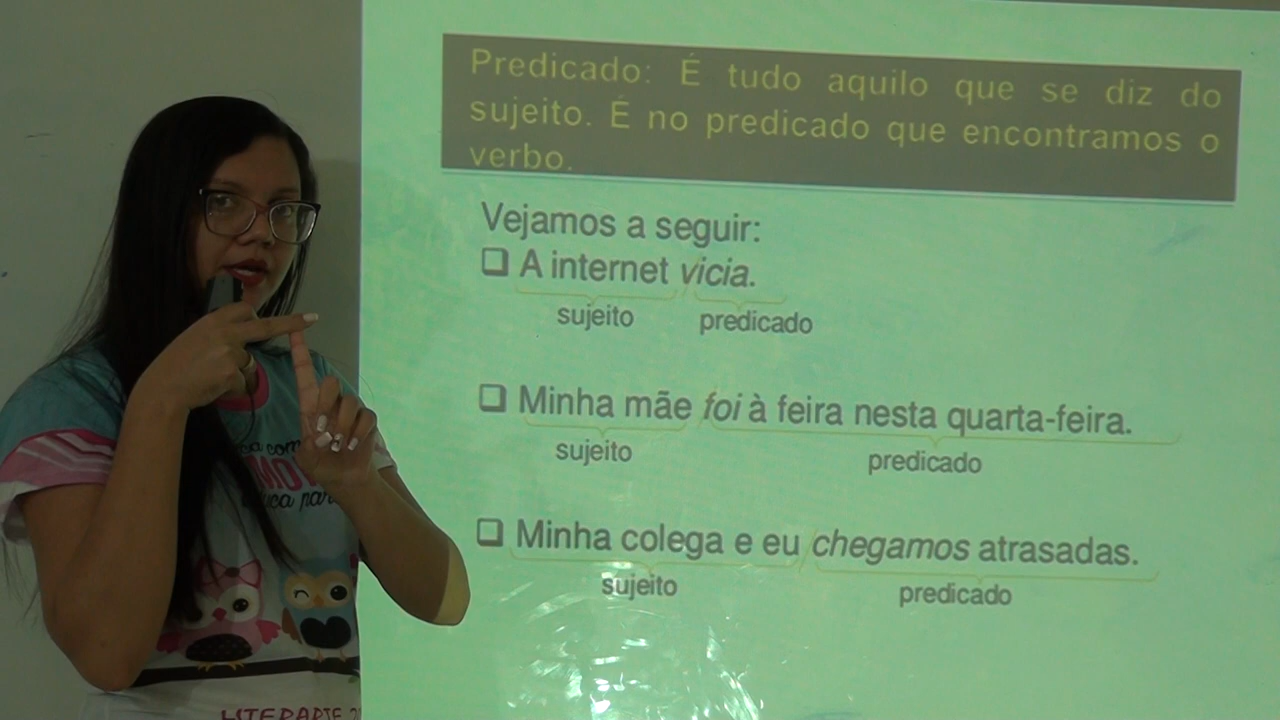 Predicado: É tudo aquilo que se diz do
sujeito. É no predicado que encontramos o
verbo.
Vejamos a seguir:
❑ A internet vicia.
sujeito predicado
❑ Minha mãe foi à feira nesta quarta-feira.
sujeito predicado
❑ Minha colega e eu chegamos atrasadas.
sujeito predicado
com